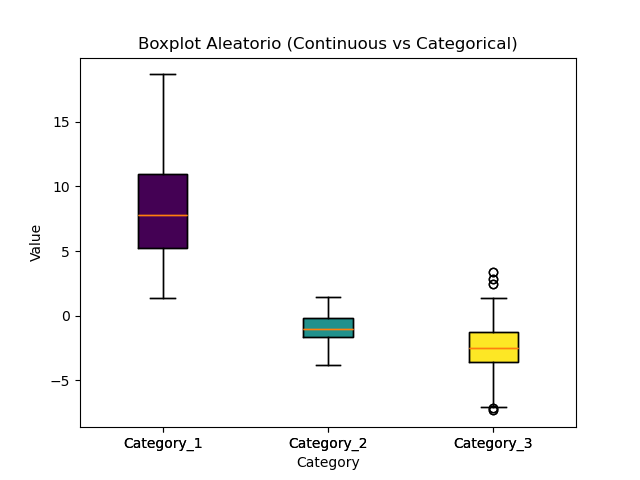 Boxplot Aleatorio (Continuous vs Categorical)
Value
15
10
5
0
−5
Category_1 Category_2 Category_3
Category